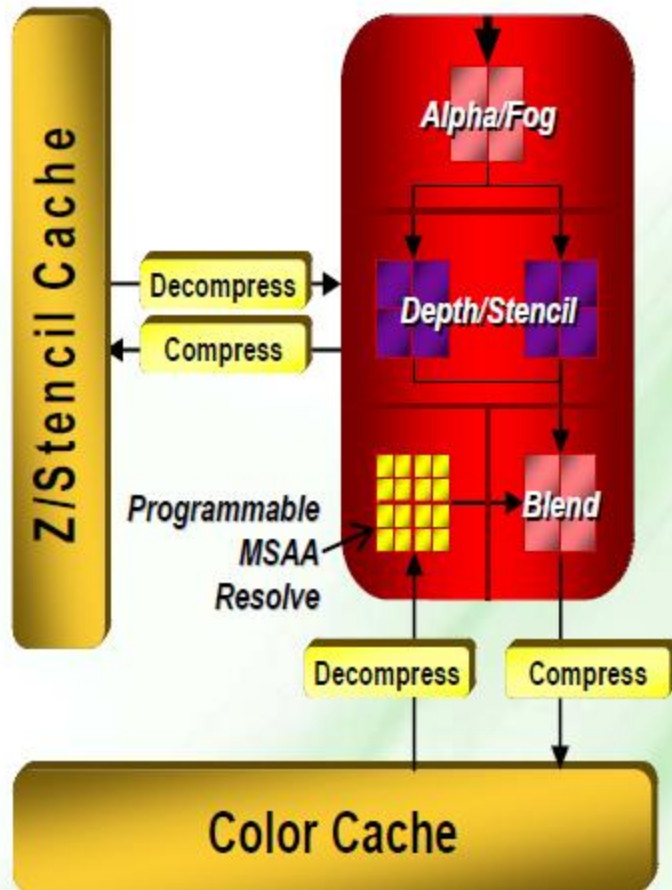 Alpha/Fog
Z/Stencil Cache
Decompress
Depth/Stencil
Compress
Programmable
MSAA
Resolve
Blend
Decompress
Compress
Color Cache